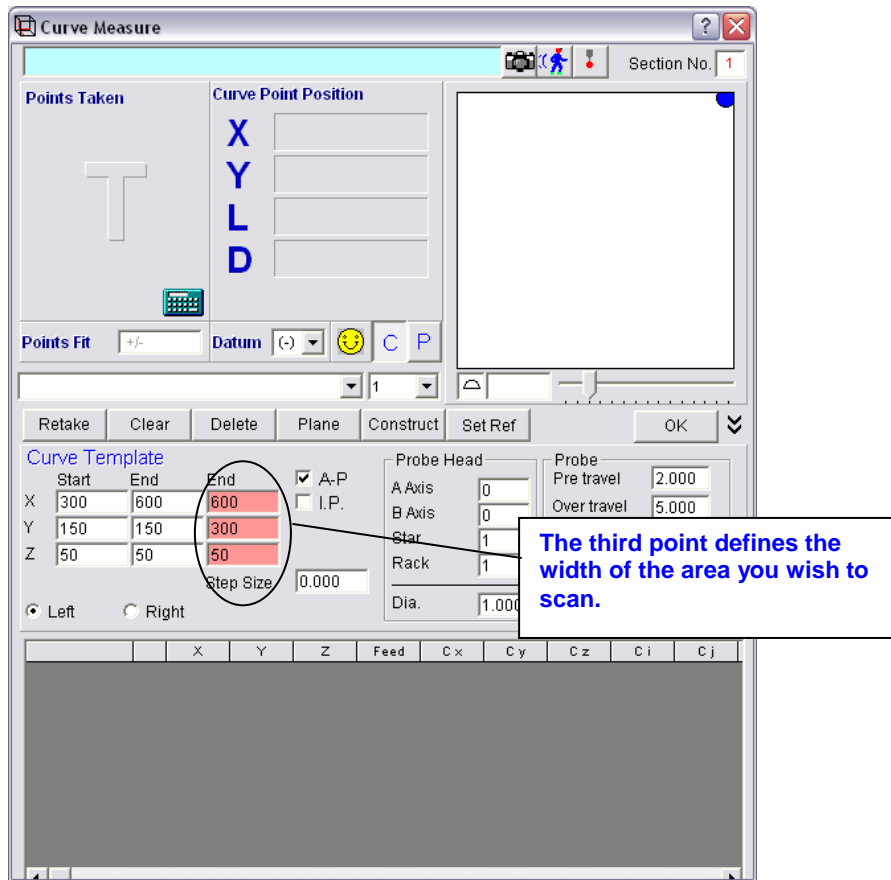 Curve Measure
Section No. 1
Points Taken
Curve Point Position
T
X
Y
L
D
Points Fit +/- Datum (-) C P
1
Retake Clear Delete Plane Construct Set Ref OK
Curve Template
Start End End
X 300 600 600
Y 150 150 300
Z 50 50 50
Step Size 0.000
Left Right
A-P
I.P.
Probe Head
A Axis 0
B Axis 0
Star 1
Rack 1
Dia. 1.000
Probe
Pre travel 2.000
Over travel 5.000
The third point defines the
width of the area you wish to
scan.
X Y Z Feed Cx Cy Cz Ci Cj